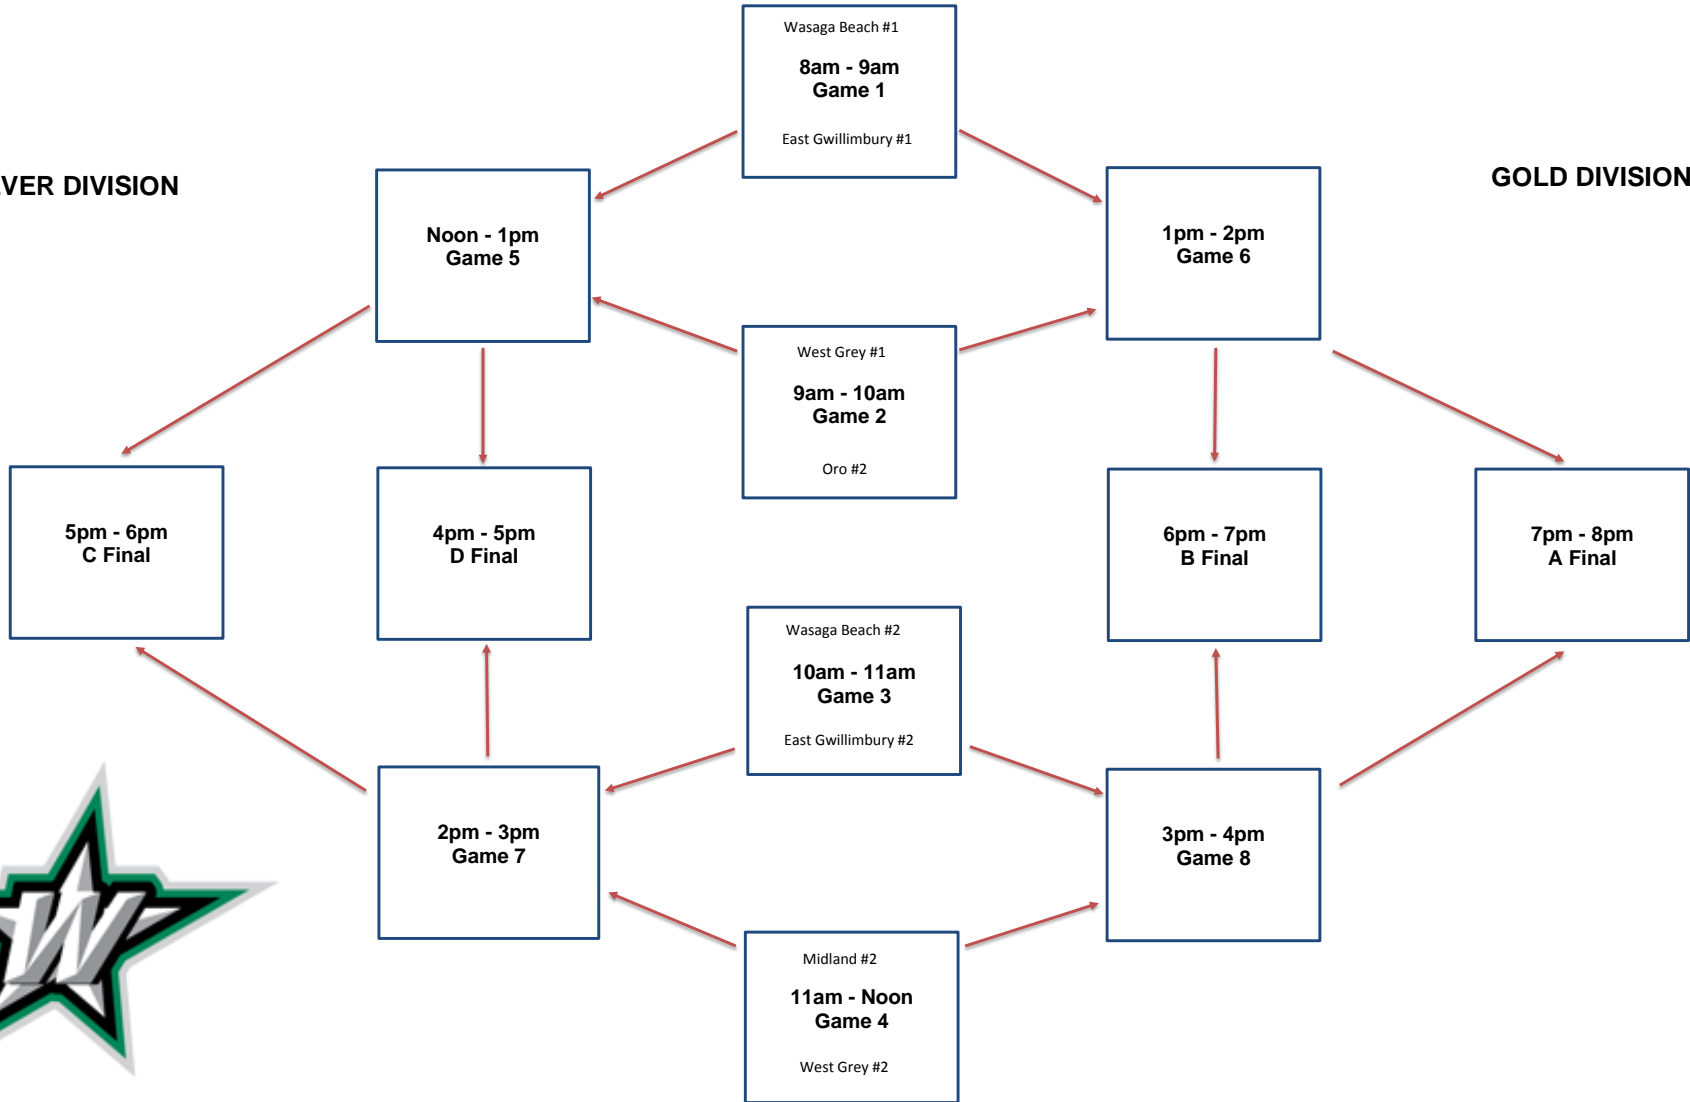 Wasaga Beach #1
8am - 9am
Game 1
East Gwillimbury #1
VER DIVISION
GOLD DIVISION
Noon - 1pm
Game 5
1pm - 2pm
Game 6
West Grey #1
9am - 10am
Game 2
Oro #2
5pm - 6pm
C Final
4pm - 5pm
D Final
6pm - 7pm
B Final
7pm - 8pm
A Final
Wasaga Beach #2
10am - 11am
Game 3
East Gwillimbury #2
2pm - 3pm
Game 7
3pm - 4pm
Game 8
Midland #2
11am - Noon
Game 4
West Grey #2
W